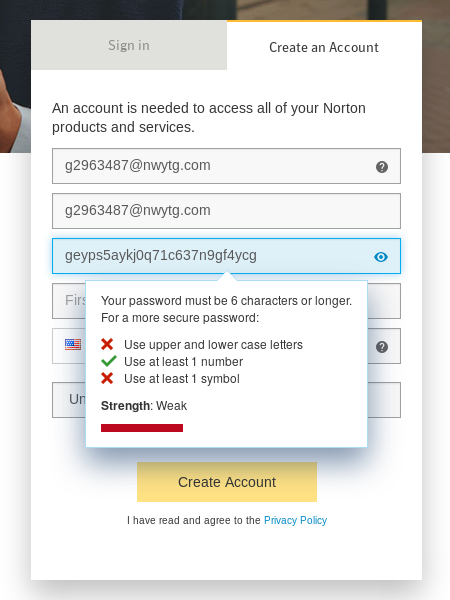 Sign in
Create an Account
An account is needed to access all of your Norton
products and services.
g2963487@nwytg.com
g2963487@nwytg.com
geyps5aykj0q71c637n9gf4ycg
Firs
Your password must be 6 characters or longer.
For a more secure password:
Use upper and lower case letters
Use at least 1 number
Use at least 1 symbol
Un
Strength: Weak
Create Account
I have read and agree to the Privacy Policy